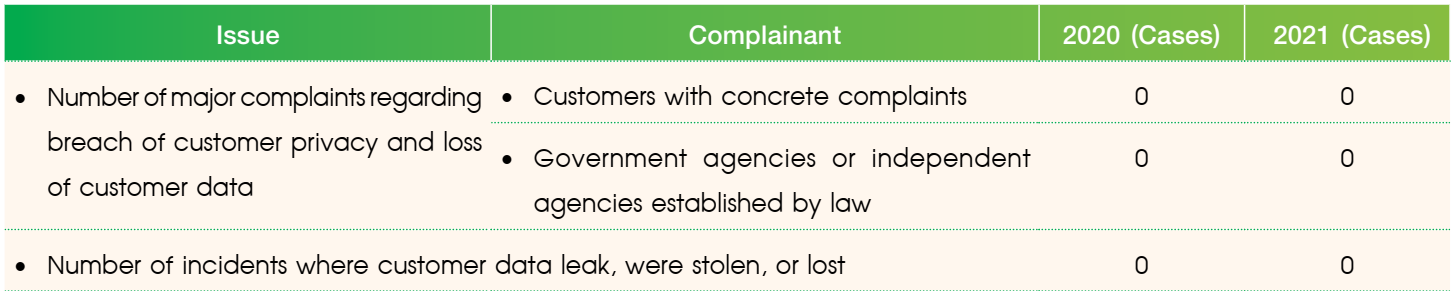 Issue Complainant 2020 (Cases) 2021 (Cases)
• Number of major complaints regarding • Customers with concrete complaints 0 0
breach of customer privacy and loss
of customer data
• Government agencies or independent 0 0
agencies established by law
• Number of incidents where customer data leak, were stolen, or lost 0 0